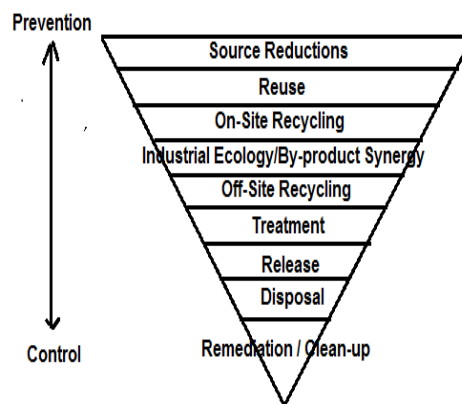 Prevention
Source Reductions
Reuse
On-Site Recycling
Industrial Ecology/By-product Synergy
Off-Site Recycling
Treatment
Release
Disposal
Remediation / Clean-up
Control